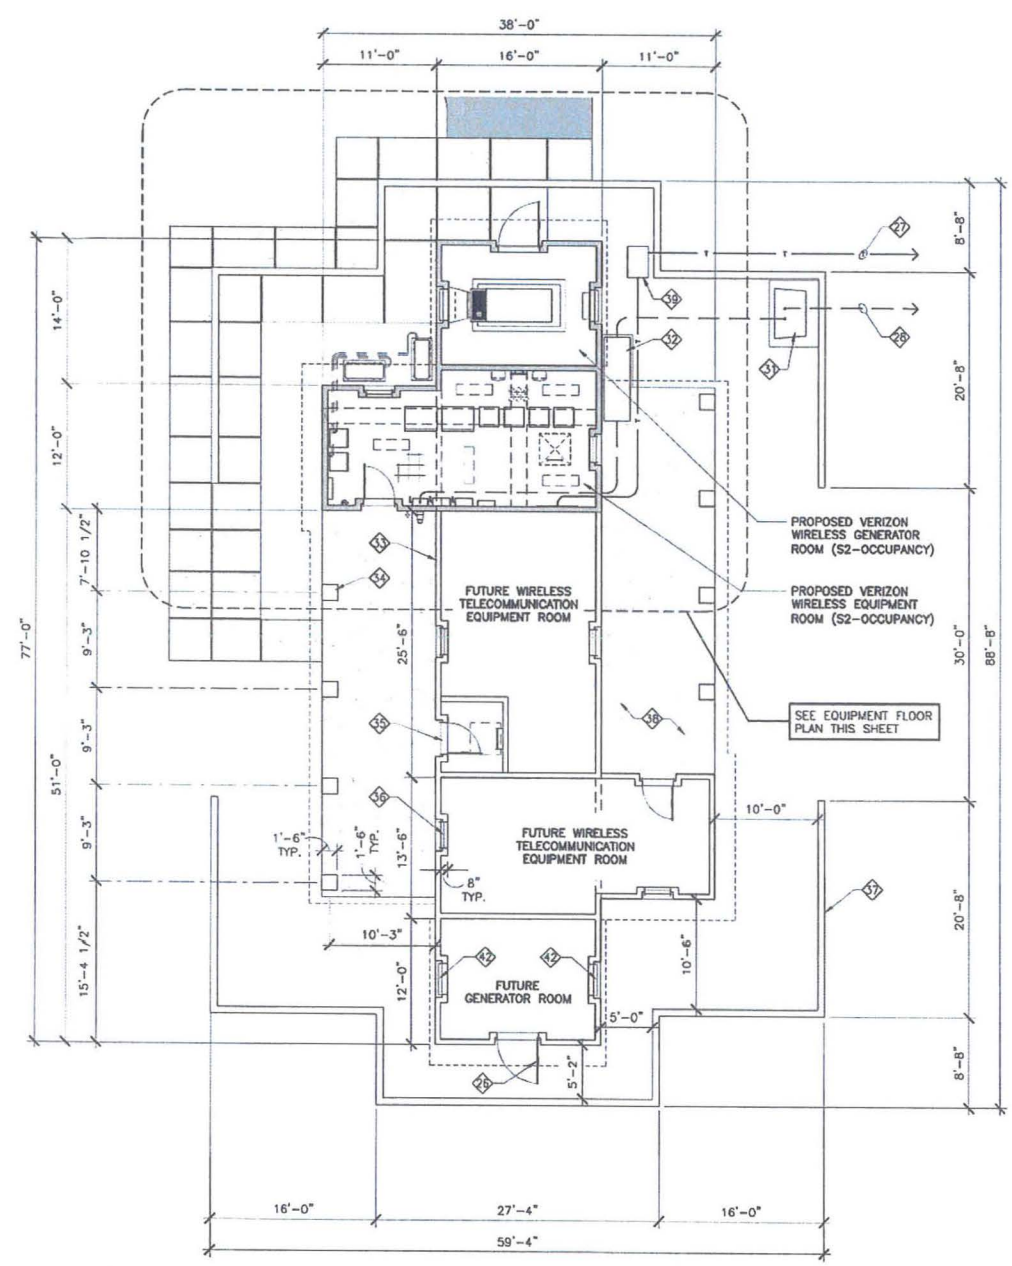 38'-0"
11'-0"
16'-0"
11'-0"
27
8'-8"
14'-0"
39
28
32
31
20'-8"
12'-0"
PROPOSED VERIZON
WIRELESS GENERATOR
ROOM (S2-OCCUPANCY)
7'-10 1/2"
33
34
FUTURE WIRELESS
TELECOMMUNICATION
EQUIPMENT ROOM
PROPOSED VERIZON
WIRELESS EQUIPMENT
ROOM (S2-OCCUPANCY)
77'-0"
9'-3"
25'-6"
30'-0"
88'-8"
35
38
SEE EQUIPMENT FLOOR
PLAN THIS SHEET
9'-3"
51'-0"
36
10'-0"
9'-3"
1'-6"
TYP.
1'-6"
TYP.
13'-6"
FUTURE WIRELESS
TELECOMMUNICATION
EQUIPMENT ROOM
8"
TYP.
37
20'-8"
15'-4 1/2"
10'-3"
10'-6"
42
42
12'-0"
FUTURE
GENERATOR ROOM
5'-0"
26
5'-2"
8'-8"
16'-0"
27'-4"
16'-0"
59'-4"